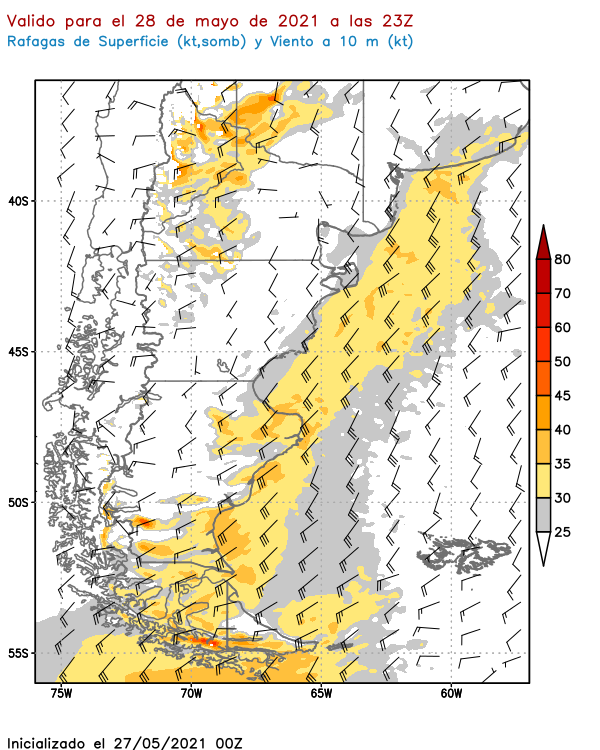 Valido para el 28 de mayo de 2021 a las 23Z
Rafagas de Superficie (kt,somb) y Viento a 10 m (kt)
40S
45S
50S
55S
75W 70W 65W 60W
80
70
60
50
45
40
35
30
25
Inicializado el 27/05/2021 00Z